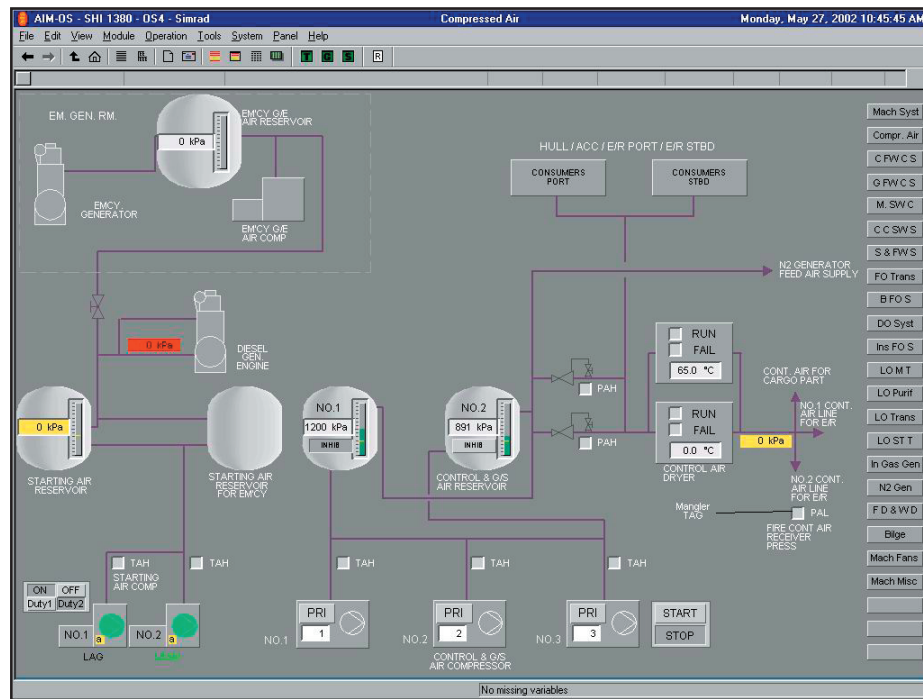 AIM-OS - SHI 1380 - OS4 - Simrad
Compressed Air
Monday, May 27, 2002 10:45:45 AM
File Edit View Module Operation Tools System Panel Help
T G S R
EM. GEN. RM.
EM'CY G/E
AIR RESERVOIR
0 kPa
EMCY.
GENERATOR
EM'CY G/E
AIR COMP
HULL / ACC / E/R PORT / E/R STBD
CONSUMERS
PORT
CONSUMERS
STBD
N2 GENERATOR
FEED AIR SUPPLY
0 kPa
DIESEL
GEN.
ENGINE
RUN
FAIL
65.0 °C
PAH
PAH
RUN
FAIL
0.0 °C
CONTROL AIR
DRYER
CONT. AIR FOR
CARGO PART
NO.1 CONT.
AIR LINE
FOR E/R
0 kPa
NO.2 CONT.
AIR LINE
FOR E/R
0 kPa
STARTING AIR
RESERVOIR
STARTING AIR
RESERVOIR
FOR EM'CY
NO.1
1200 kPa
INHIB
NO.2
891 kPa
INHIB
CONTROL & G/S
AIR RESERVOIR
Mangler
TAG
PAL
FIRE CONT AIR
RECEIVER
PRESS
TAH
STARTING
AIR COMP
TAH
TAH
TAH
TAH
ON OFF
Duty1 Duty2
NO.1
a
LAG
NO.2
a
NO.1
PRI
1
NO.2
PRI
2
CONTROL & G/S
AIR COMPRESSOR
NO.3
PRI
3
START
STOP
Mach Syst
Compr. Air
C FW C S
G FW C S
M. SW C
C C SW S
S & FW S
FO Trans
B F O S
DO Syst
Ins FO S
LO M T
LO Purif
LO Trans
LO ST T
In Gas Gen
N2 Gen
F D & W D
Bilge
Mach Fans
Mach Misc
No missing variables